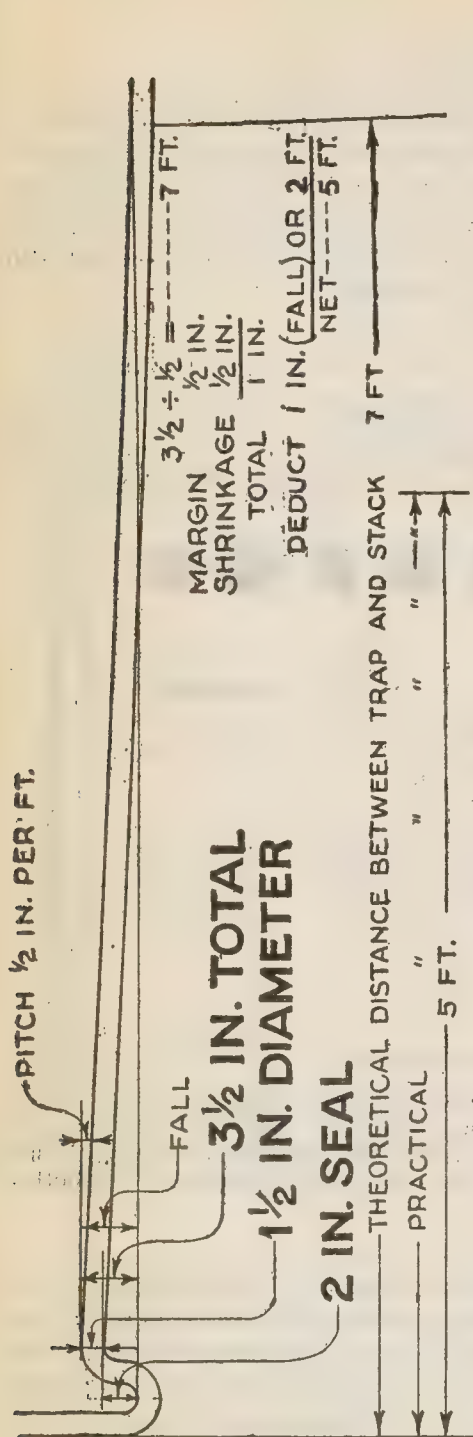 PITCH ½ IN. PER FT.
3½ ÷ ½ =-------7 FT.
MARGIN ½ IN.
SHRINKAGE ½ IN.
TOTAL 1 IN.
DEDUCT 1 IN. (FALL) OR 2 FT.
NET-----5 FT.
FALL
3½ IN. TOTAL
1½ IN. DIAMETER
2 IN. SEAL
THEORETICAL DISTANCE BETWEEN TRAP AND STACK 7 FT
PRACTICAL " " " " "
5 FT.